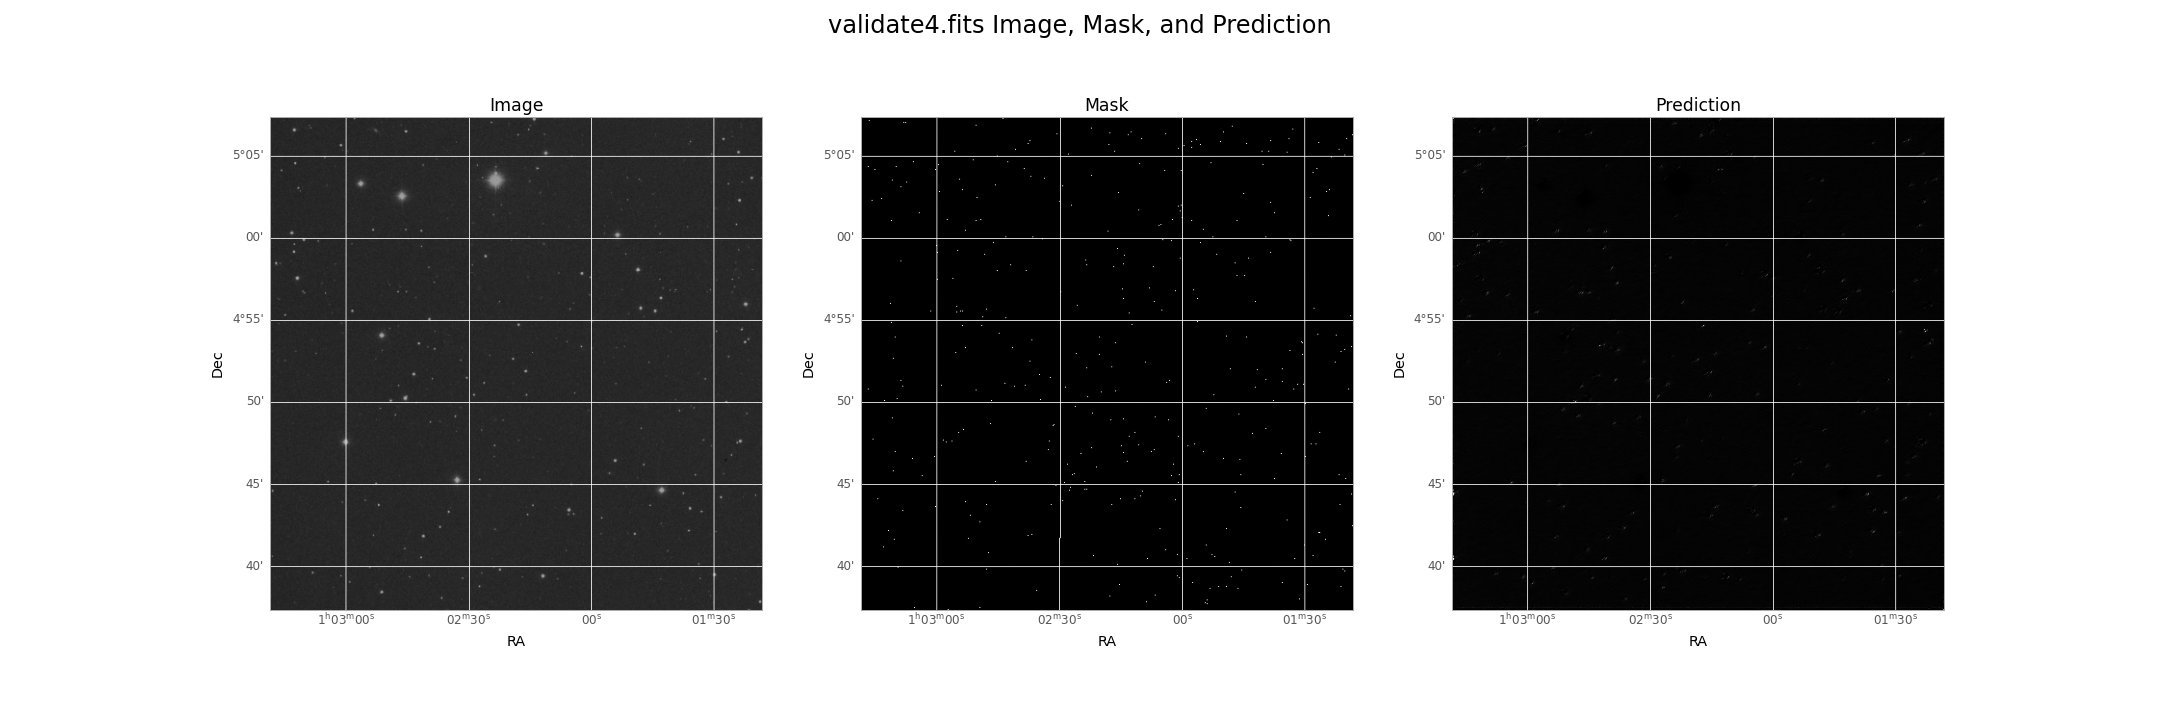 validate4.fits Image, Mask, and Prediction
Image
Mask
Prediction
5°05'
00'
4°55'
50'
45'
40'
Dec
1ʰ03ᵐ00ˢ 02ᵐ30ˢ 00ˢ 01ᵐ30ˢ
RA
5°05'
00'
4°55'
50'
45'
40'
Dec
1ʰ03ᵐ00ˢ 02ᵐ30ˢ 00ˢ 01ᵐ30ˢ
RA
5°05'
00'
4°55'
50'
45'
40'
Dec
1ʰ03ᵐ00ˢ 02ᵐ30ˢ 00ˢ 01ᵐ30ˢ
RA